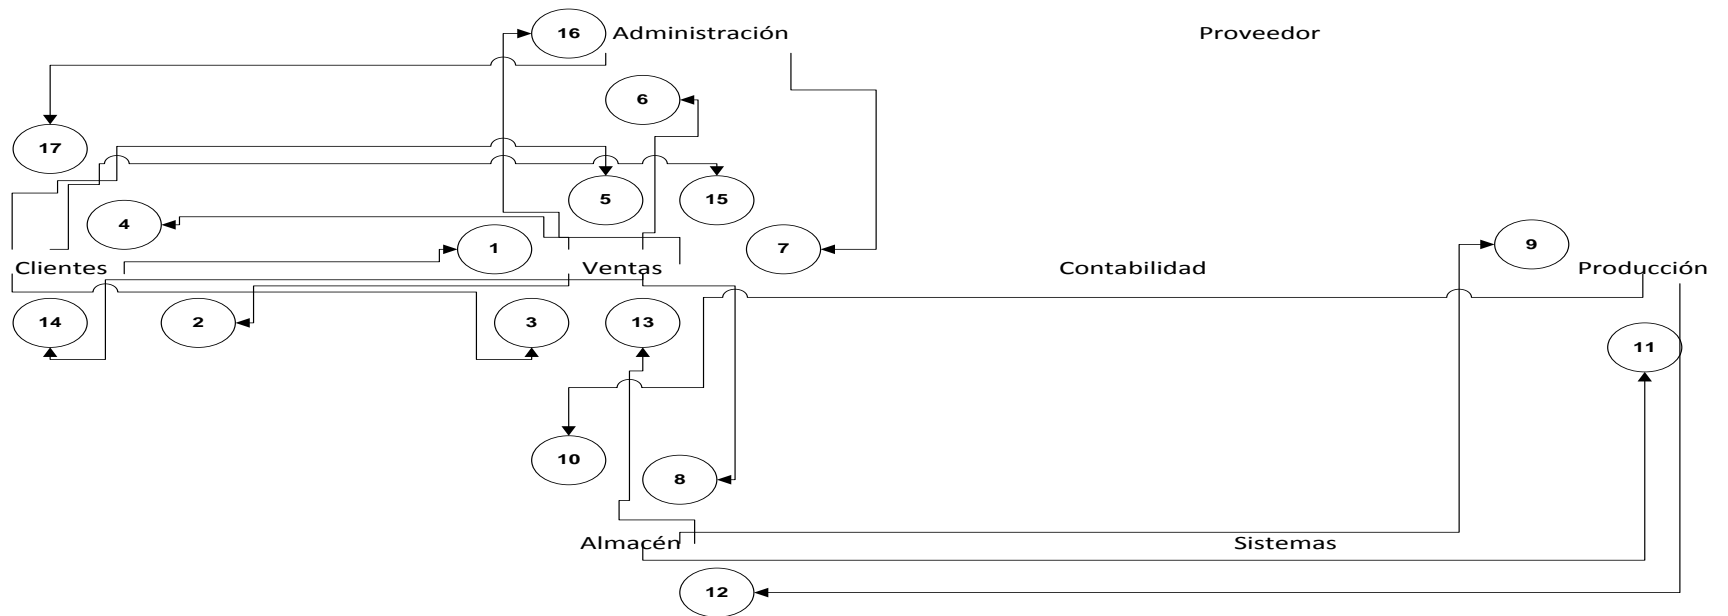 16 Administración Proveedor
6
17
5 15
4
1 7 9
Clientes Ventas Contabilidad Producción
14 2 3 13
11
10
8
Almacén Sistemas
12